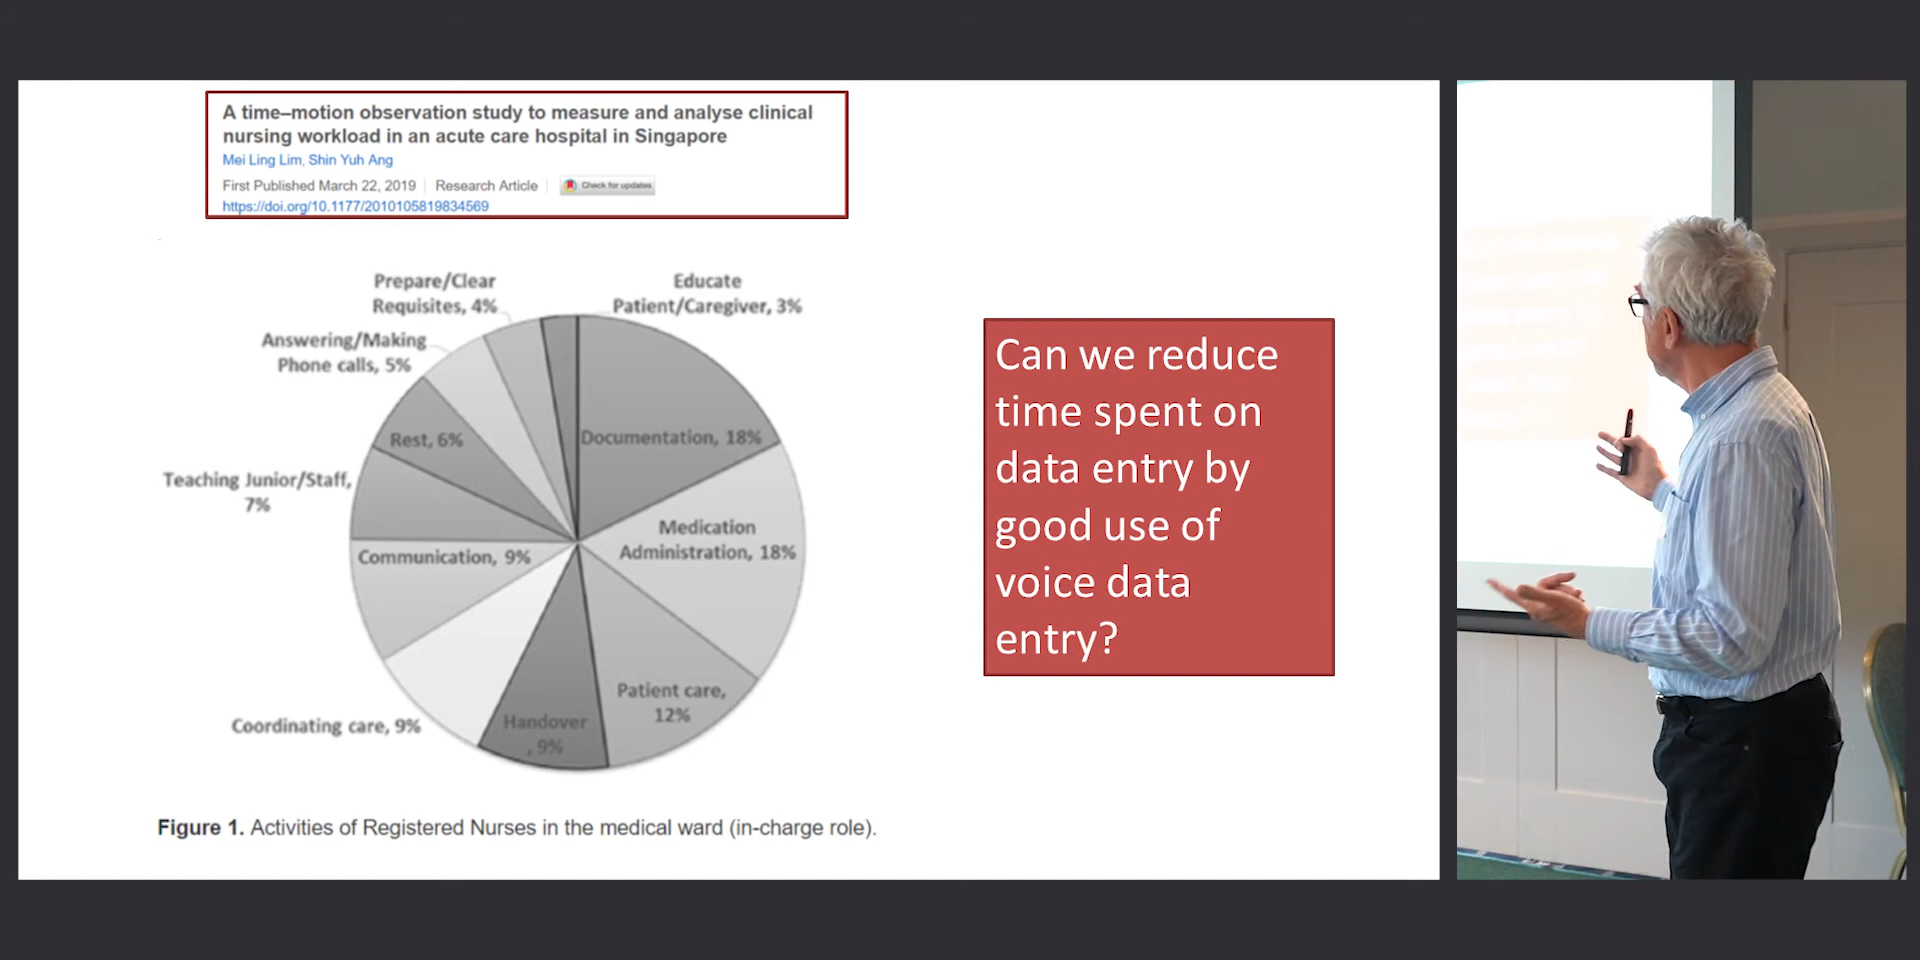 A time–motion observation study to measure and analyse clinical
nursing workload in an acute care hospital in Singapore
Mei Ling Lim, Shin Yuh Ang
First Published March 22, 2019 | Research Article | Check for updates
https://doi.org/10.1177/2010105819834569
Prepare/Clear
Requisites, 4%
Educate
Patient/Caregiver, 3%
Answering/Making
Phone calls, 5%
Rest, 6%
Documentation, 18%
Teaching Junior/Staff,
7%
Medication
Administration, 18%
Communication, 9%
Patient care,
12%
Handover
, 9%
Coordinating care, 9%
Figure 1. Activities of Registered Nurses in the medical ward (in-charge role).
Can we reduce
time spent on
data entry by
good use of
voice data
entry?